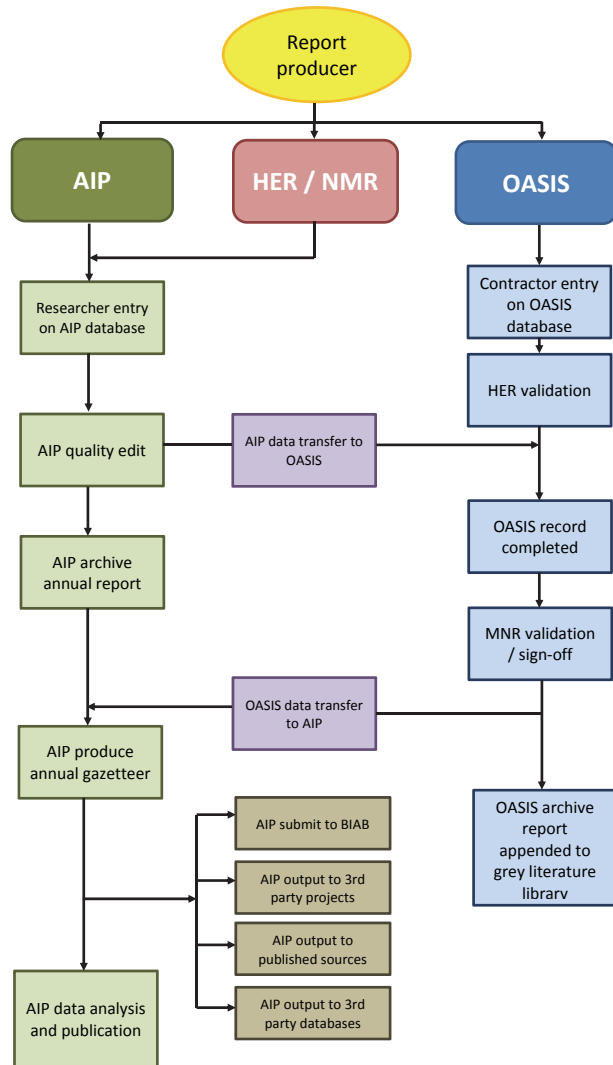 Report
producer
AIP
HER / NMR
OASIS
Researcher entry
on AIP database
Contractor entry
on OASIS
database
HER validation
AIP quality edit
AIP data transfer to
OASIS
OASIS record
completed
AIP archive
annual report
MNR validation
/ sign-off
OASIS data transfer
to AIP
AIP produce
annual gazetteer
AIP submit to BIAB
OASIS archive
report
appended to
grey literature
library
AIP output to 3rd
party projects
AIP output to
published sources
AIP output to 3rd
party databases
AIP data analysis
and publication